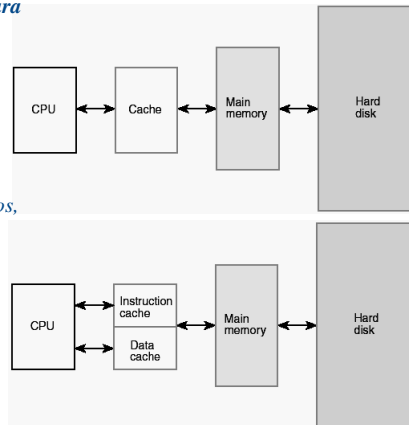 CPU
Cache
Main
memory
Hard
disk
CPU
Instruction
cache
Data
cache
Main
memory
Hard
disk